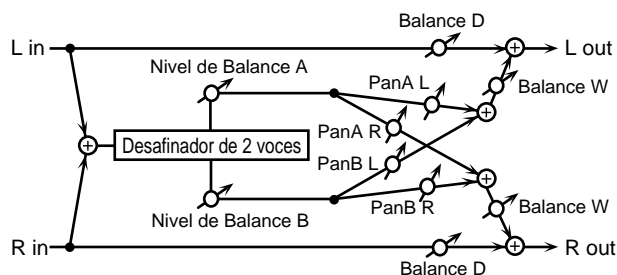 Balance D
L in
L out
Nivel de Balance A
PanA L
Balance W
PanA R
Desafinador de 2 voces
PanB L
Nivel de Balance B
PanB R
Balance W
R in
R out
Balance D